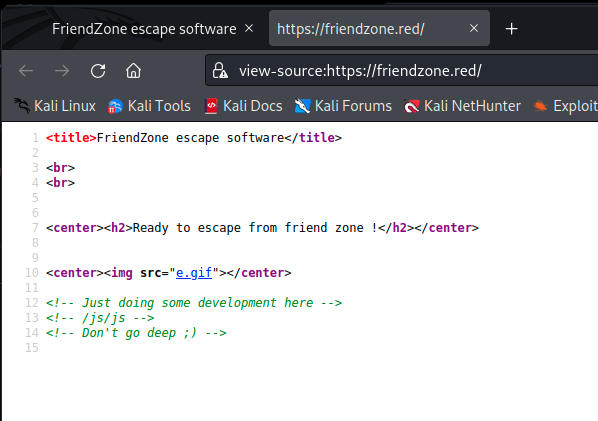 FriendZone escape software × https://friendzone.red/ × +
view-source:https://friendzone.red/
Kali Linux Kali Tools Kali Docs Kali Forums Kali NetHunter Exploit
1 <title>FriendZone escape software</title>
2
3 <br>
4 <br>
5
6
7 <center><h2>Ready to escape from friend zone !</h2></center>
8
9
10 <center><img src="e.gif"></center>
11
12 <!-- Just doing some development here -->
13 <!-- /js/js -->
14 <!-- Don't go deep ;) -->
15